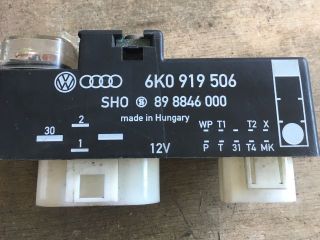 6K0 919 506
SHO Ⓑ 89 8846 000
made in Hungary
30 2 1
12V
WP T1 T2 X
P T 31 T4 MK